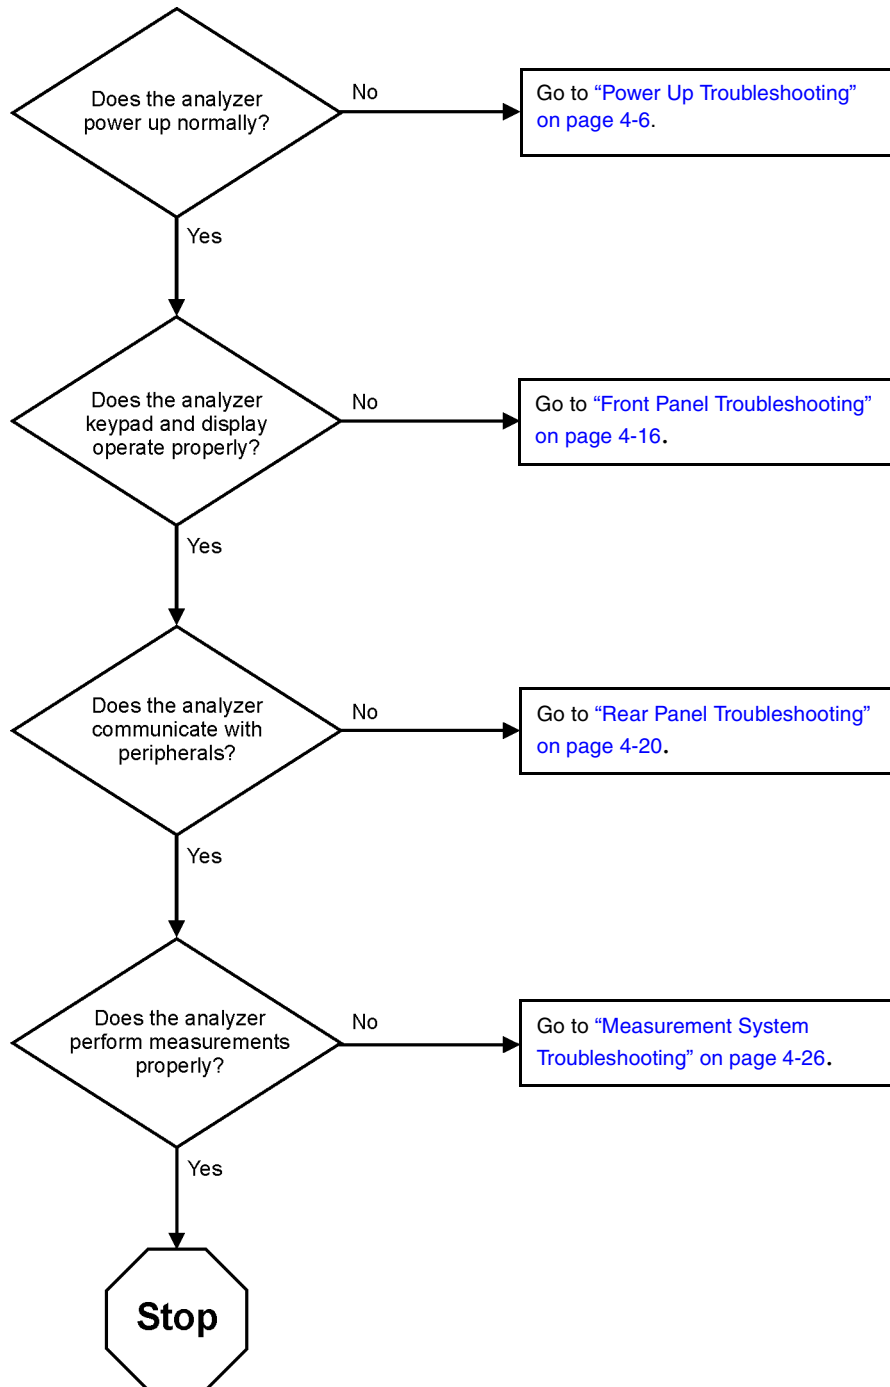 Does the analyzer
power up normally?
No
Go to “Power Up Troubleshooting”
on page 4-6.
Yes
Does the analyzer
keypad and display
operate properly?
No
Go to “Front Panel Troubleshooting”
on page 4-16.
Yes
Does the analyzer
communicate with
peripherals?
No
Go to “Rear Panel Troubleshooting”
on page 4-20.
Yes
Does the analyzer
perform measurements
properly?
No
Go to “Measurement System
Troubleshooting” on page 4-26.
Yes
Stop